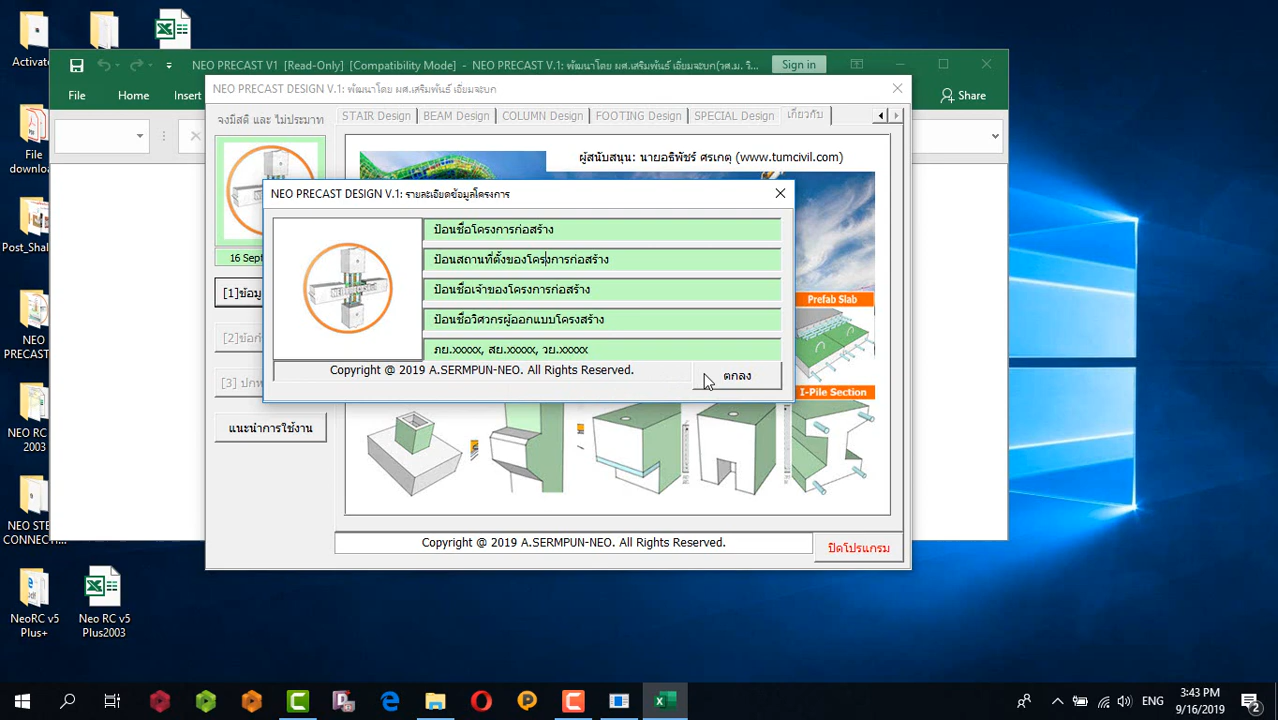 Activate
NEO PRECAST V1 [Read-Only] [Compatibility Mode] - NEO PRECAST V.1: พัฒนาโดย ผศ.เสริมพันธ์ เอี่ยมจะบก(วศ.ม. วิ...
Sign in
File Home Insert
Share
NEO PRECAST DESIGN V.1: พัฒนาโดย ผศ.เสริมพันธ์ เอี่ยมจะบก
จงมีสติ และ ไม่ประมาท
STAIR Design BEAM Design COLUMN Design FOOTING Design SPECIAL Design เกี่ยวกับ
ผู้สนับสนุน: นายอธิพัชร์ ศรเกตุ (www.tumcivil.com)
File
downlo...
NEO PRECAST DESIGN V.1: รายละเอียดข้อมูลโครงการ
ป้อนชื่อโครงการก่อสร้าง
ป้อนสถานที่ตั้งของโครงการก่อสร้าง
ป้อนชื่อเจ้าของโครงการก่อสร้าง
ป้อนชื่อวิศวกรผู้ออกแบบโครงสร้าง
ภย.xxxxx, สย.xxxxx, วย.xxxxx
Copyright @ 2019 A.SERMPUN-NEO. All Rights Reserved.
ตกลง
Post_Shal
16 Sept
[1]ข้อมู
[2]ข้อก
[3] ปกท
แนะนำการใช้งาน
Prefab Slab
I-Pile Section
NEO
PRECAST
NEO RC
2003
NEO STE
CONNECTI...
Copyright @ 2019 A.SERMPUN-NEO. All Rights Reserved.
ปิดโปรแกรม
NeoRC v5
Plus+
Neo RC v5
Plus2003
ENG
3:43 PM
9/16/2019
2